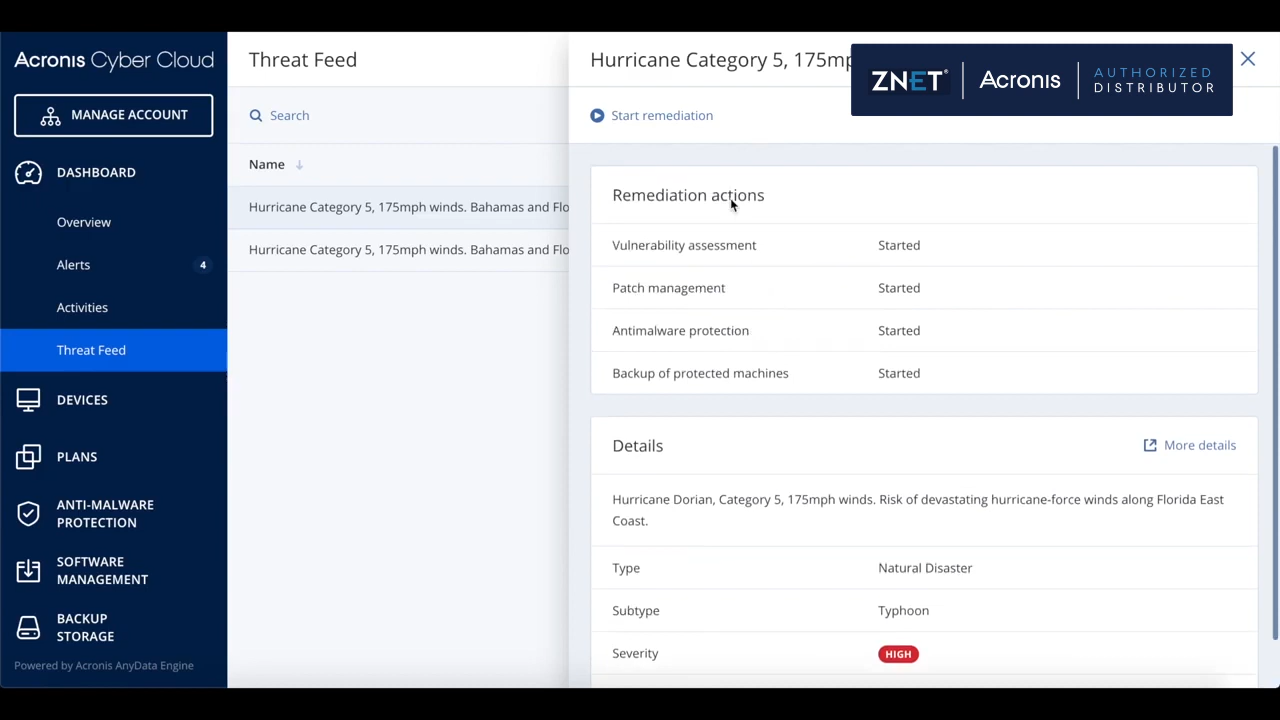 Acronis Cyber Cloud
MANAGE ACCOUNT
DASHBOARD
Overview
Alerts
4
Activities
Threat Feed
DEVICES
PLANS
ANTI-MALWARE
PROTECTION
SOFTWARE
MANAGEMENT
BACKUP
STORAGE
Powered by Acronis AnyData Engine
Threat Feed
Search
Name
Hurricane Category 5, 175mph winds. Bahamas and Flo
Hurricane Category 5, 175mph winds. Bahamas and Flo
Hurricane Category 5, 175mp
ZNET® Acronis AUTHORIZED
DISTRIBUTOR
Start remediation
Remediation actions
Vulnerability assessment Started
Patch management Started
Antimalware protection Started
Backup of protected machines Started
Details More details
Hurricane Dorian, Category 5, 175mph winds. Risk of devastating hurricane-force winds along Florida East
Coast.
Type Natural Disaster
Subtype Typhoon
Severity HIGH